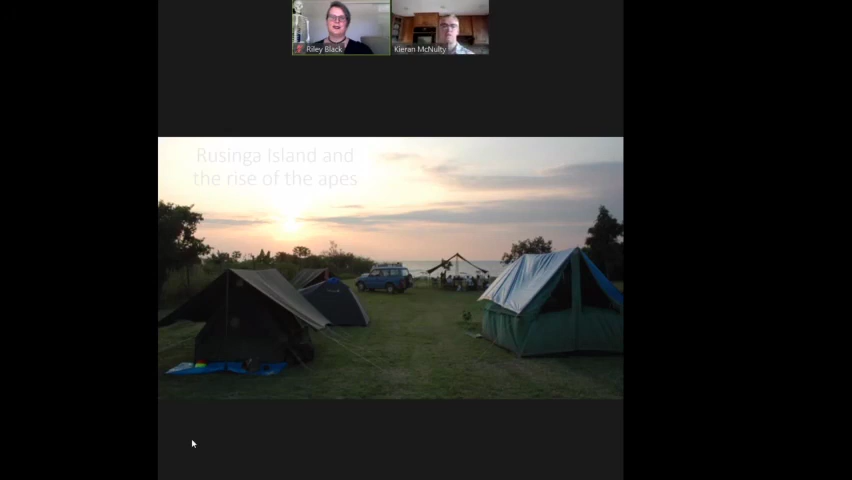 Riley Black
Kieran McNulty
Rusinga Island and
the rise of the apes